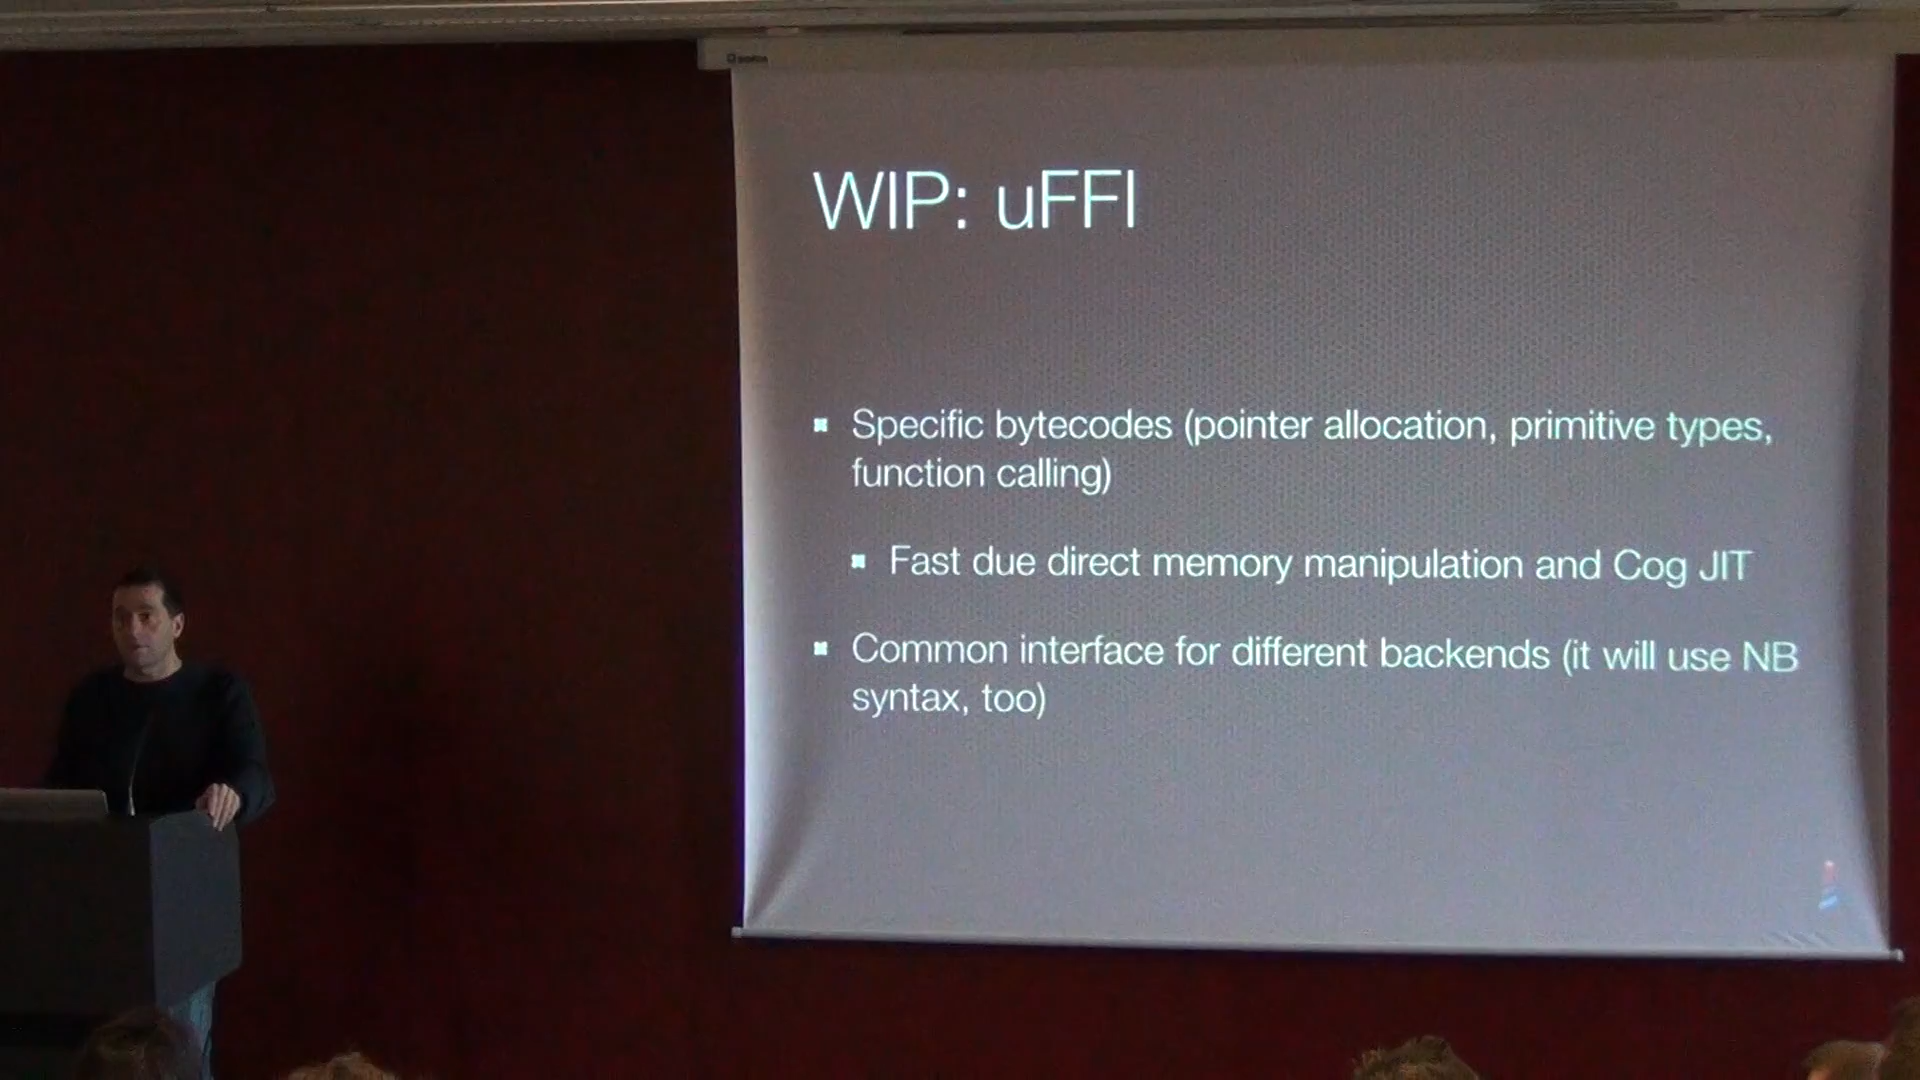 WIP: uFFI
Specific bytecodes (pointer allocation, primitive types,
function calling)
Fast due direct memory manipulation and Cog JIT
Common interface for different backends (it will use NB
syntax, too)